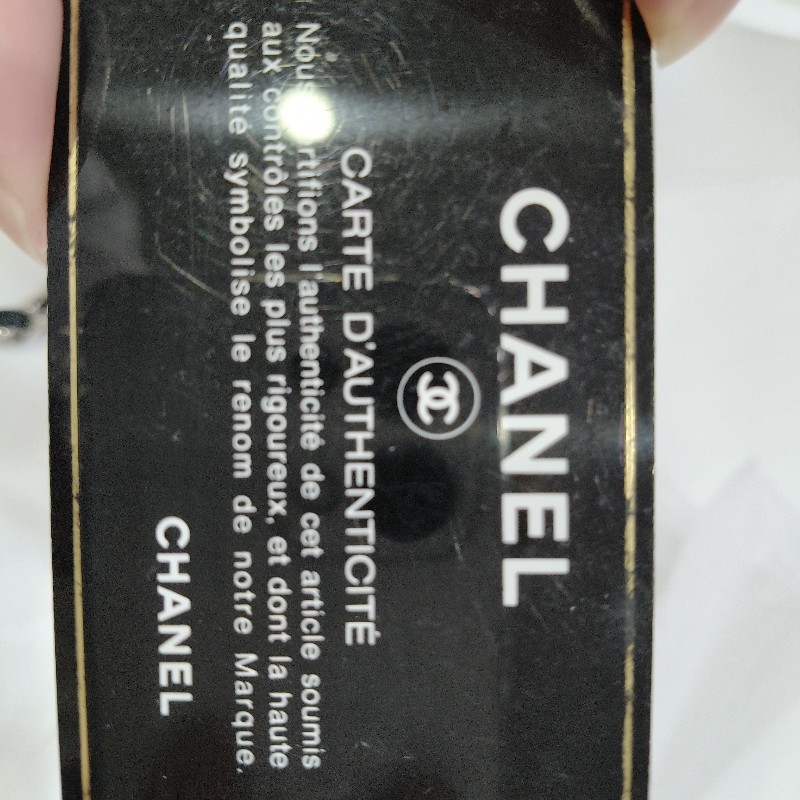 CHANEL
CARTE D'AUTHENTICITÉ
Nous rtifions l'authenticité de cet article soumis
aux contrôles les plus rigoureux, et dont la haute
qualité symbolise le renom de notre Marque.
CHANEL